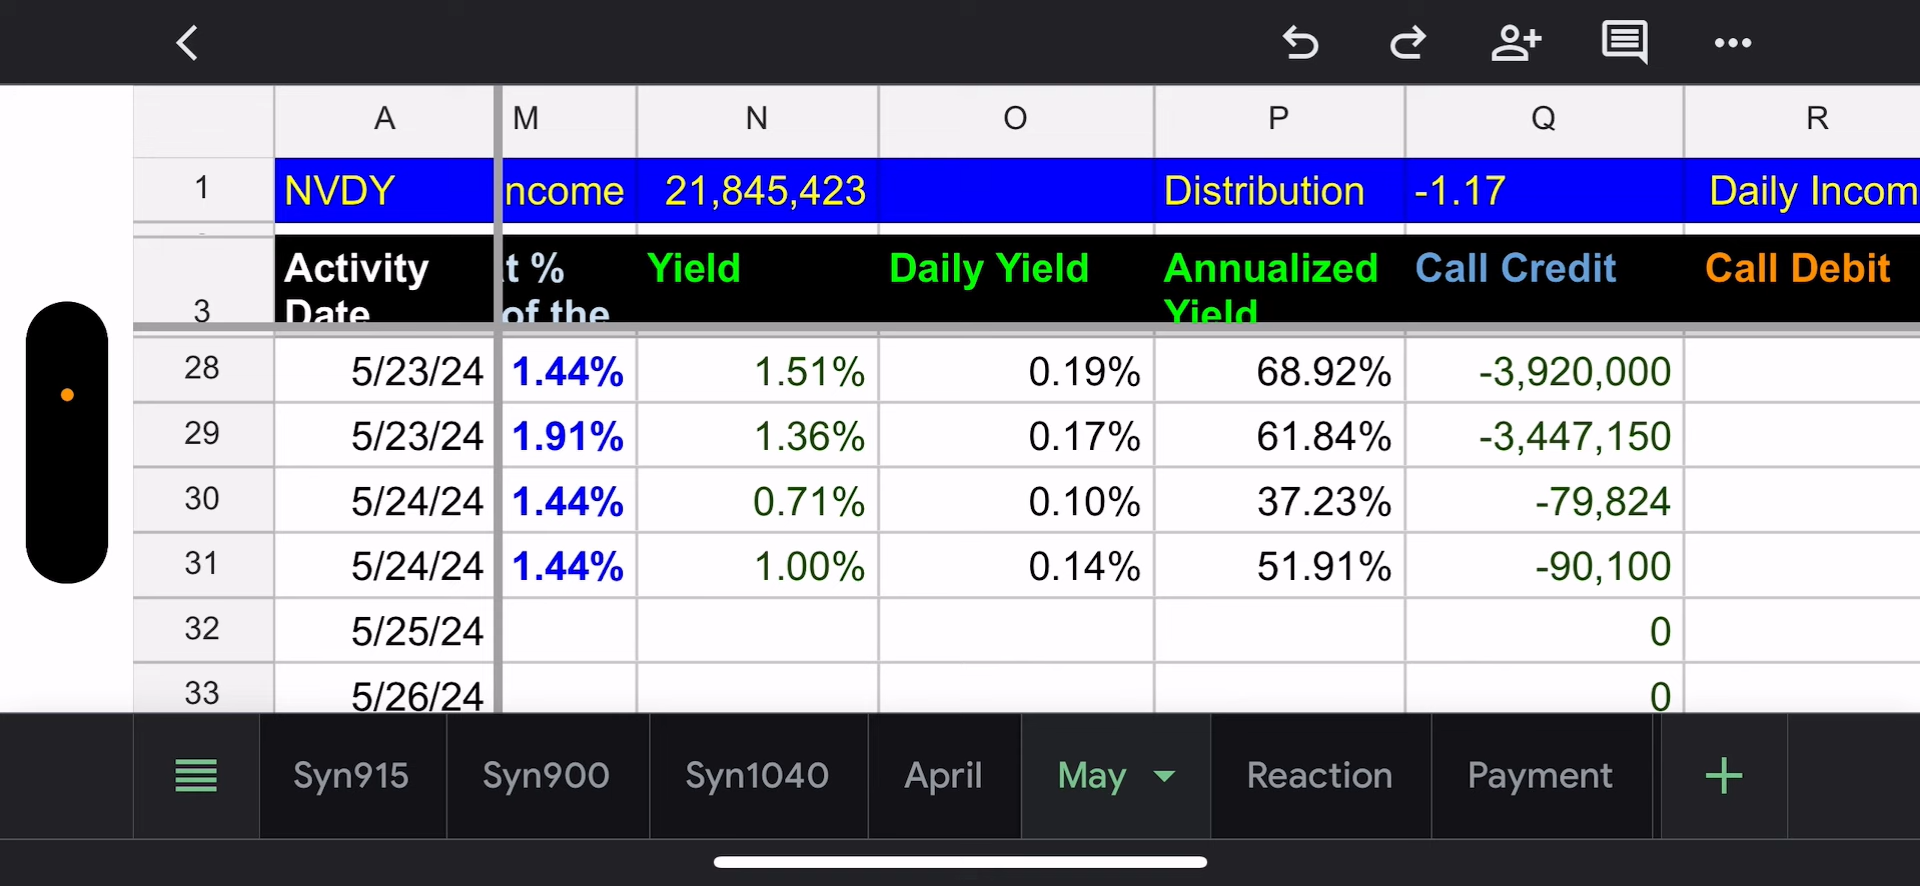 A M N O P Q R
1 NVDY ncome 21,845,423 Distribution -1.17 Daily Incom
3 Activity Date t % of the Yield Daily Yield Annualized Yield Call Credit Call Debit
28 5/23/24 1.44% 1.51% 0.19% 68.92% -3,920,000
29 5/23/24 1.91% 1.36% 0.17% 61.84% -3,447,150
30 5/24/24 1.44% 0.71% 0.10% 37.23% -79,824
31 5/24/24 1.44% 1.00% 0.14% 51.91% -90,100
32 5/25/24 0
33 5/26/24 0
Syn915 Syn900 Syn1040 April May Reaction Payment